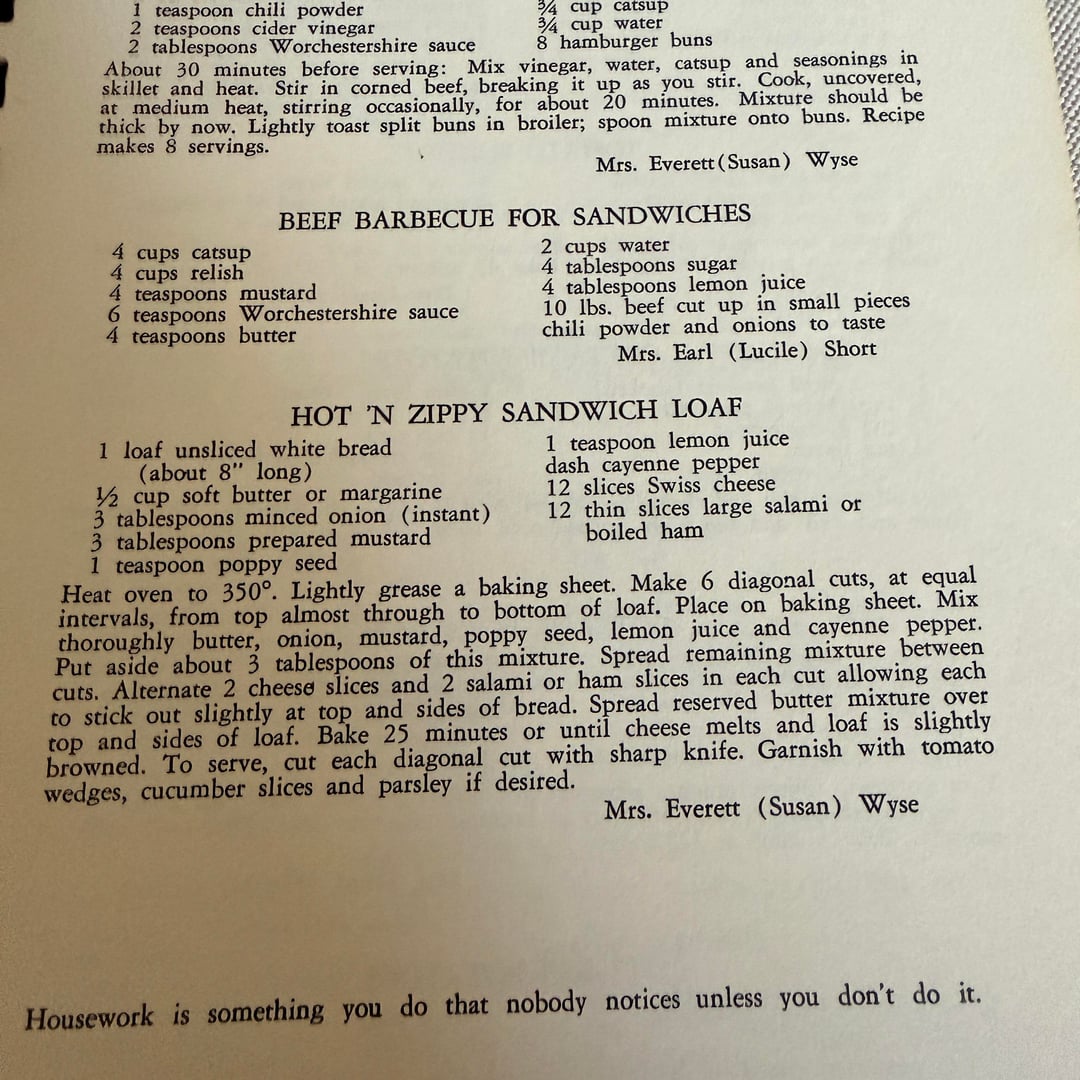 1 teaspoon chili powder
2 teaspoons cider vinegar
2 tablespoons Worchestershire sauce
¾ cup catsup
¾ cup water
8 hamburger buns
About 30 minutes before serving: Mix vinegar, water, catsup and seasonings in
skillet and heat. Stir in corned beef, breaking it up as you stir. Cook, uncovered,
at medium heat, stirring occasionally, for about 20 minutes. Mixture should be
thick by now. Lightly toast split buns in broiler; spoon mixture onto buns. Recipe
makes 8 servings.
Mrs. Everett(Susan) Wyse
BEEF BARBECUE FOR SANDWICHES
4 cups catsup
4 cups relish
4 teaspoons mustard
6 teaspoons Worchestershire sauce
4 teaspoons butter
2 cups water
4 tablespoons sugar
4 tablespoons lemon juice
10 lbs. beef cut up in small pieces
chili powder and onions to taste
Mrs. Earl (Lucile) Short
HOT 'N ZIPPY SANDWICH LOAF
1 loaf unsliced white bread
(about 8" long)
½ cup soft butter or margarine
3 tablespoons minced onion (instant)
3 tablespoons prepared mustard
1 teaspoon poppy seed
1 teaspoon lemon juice
dash cayenne pepper
12 slices Swiss cheese
12 thin slices large salami or
boiled ham
Heat oven to 350°. Lightly grease a baking sheet. Make 6 diagonal cuts, at equal
intervals, from top almost through to bottom of loaf. Place on baking sheet. Mix
thoroughly butter, onion, mustard, poppy seed, lemon juice and cayenne pepper.
Put aside about 3 tablespoons of this mixture. Spread remaining mixture between
cuts. Alternate 2 cheese slices and 2 salami or ham slices in each cut allowing each
to stick out slightly at top and sides of bread. Spread reserved butter mixture over
top and sides of loaf. Bake 25 minutes or until cheese melts and loaf is slightly
browned. To serve, cut each diagonal cut with sharp knife. Garnish with tomato
wedges, cucumber slices and parsley if desired.
Mrs. Everett (Susan) Wyse
Housework is something you do that nobody notices unless you don't do it.